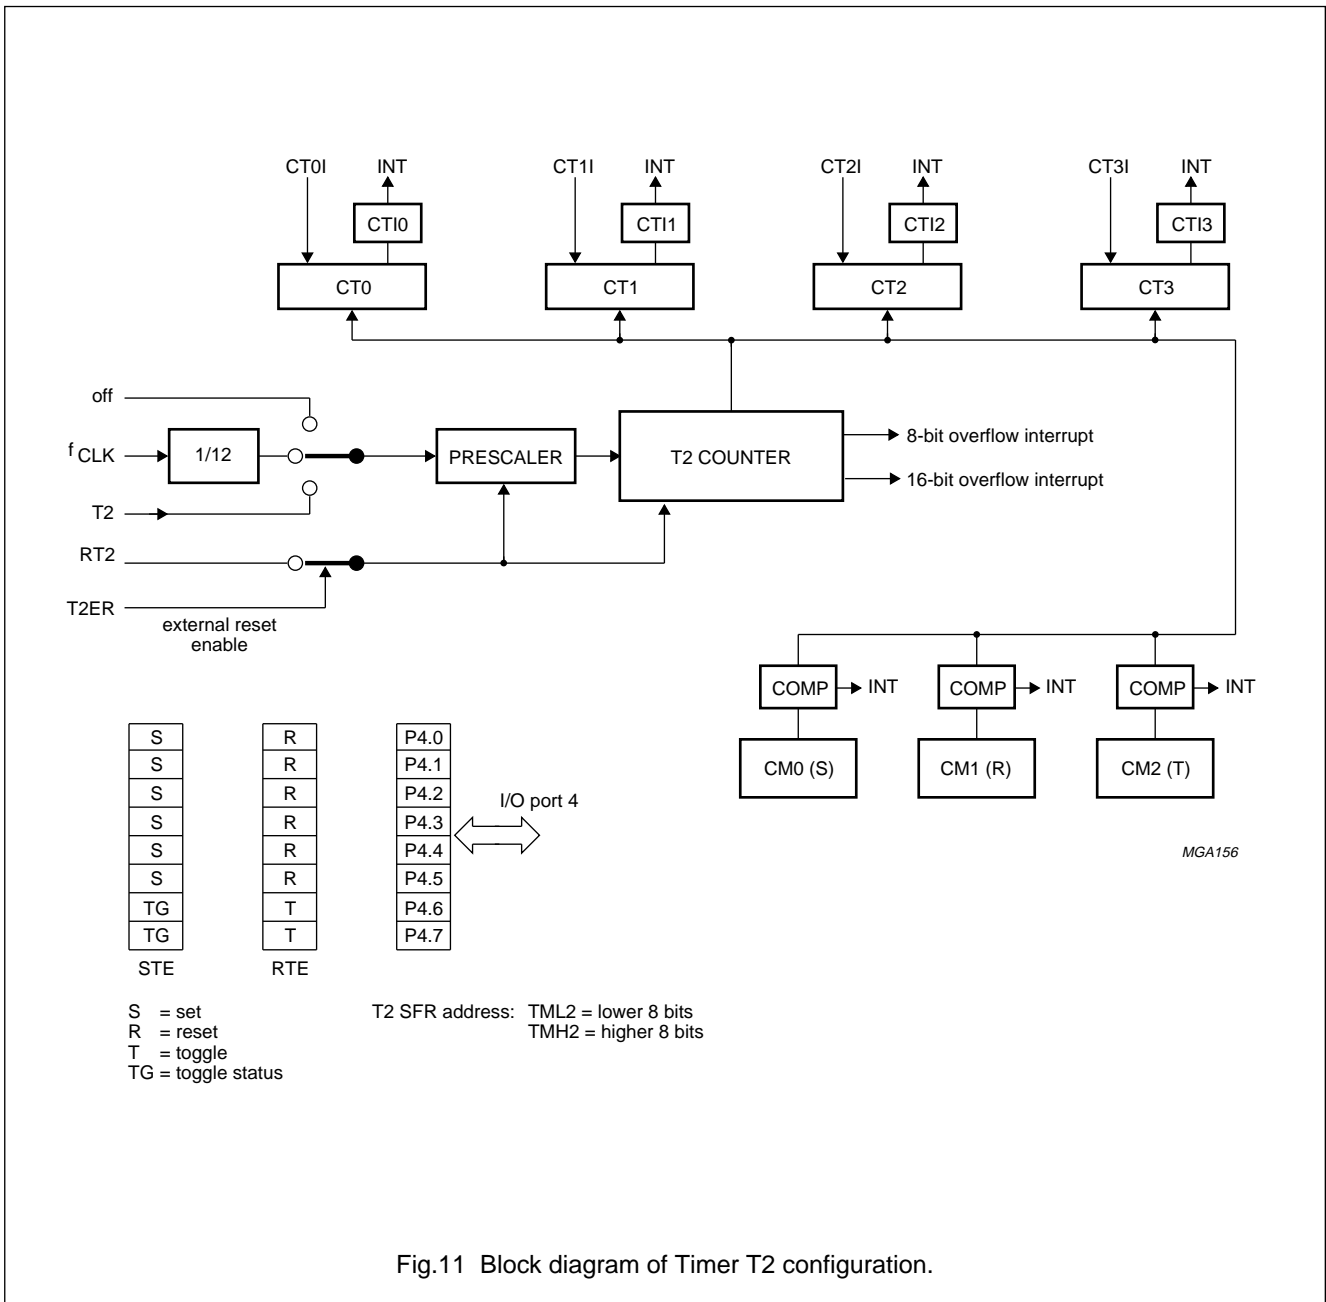 CT0I INT CT1I INT CT2I INT CT3I INT
CTI0 CTI1 CTI2 CTI3
CT0 CT1 CT2 CT3
off
f CLK 1/12 PRESCALER T2 COUNTER 8-bit overflow interrupt
16-bit overflow interrupt
T2
RT2
T2ER
external reset
enable
COMP INT COMP INT COMP INT
CM0 (S) CM1 (R) CM2 (T)
S R P4.0
S R P4.1
S R P4.2
I/O port 4
S R P4.3
S R P4.4
S R P4.5
TG T P4.6
TG T P4.7
STE RTE
MGA156
S = set
R = reset
T = toggle
TG = toggle status
T2 SFR address: TML2 = lower 8 bits
TMH2 = higher 8 bits
Fig.11 Block diagram of Timer T2 configuration.